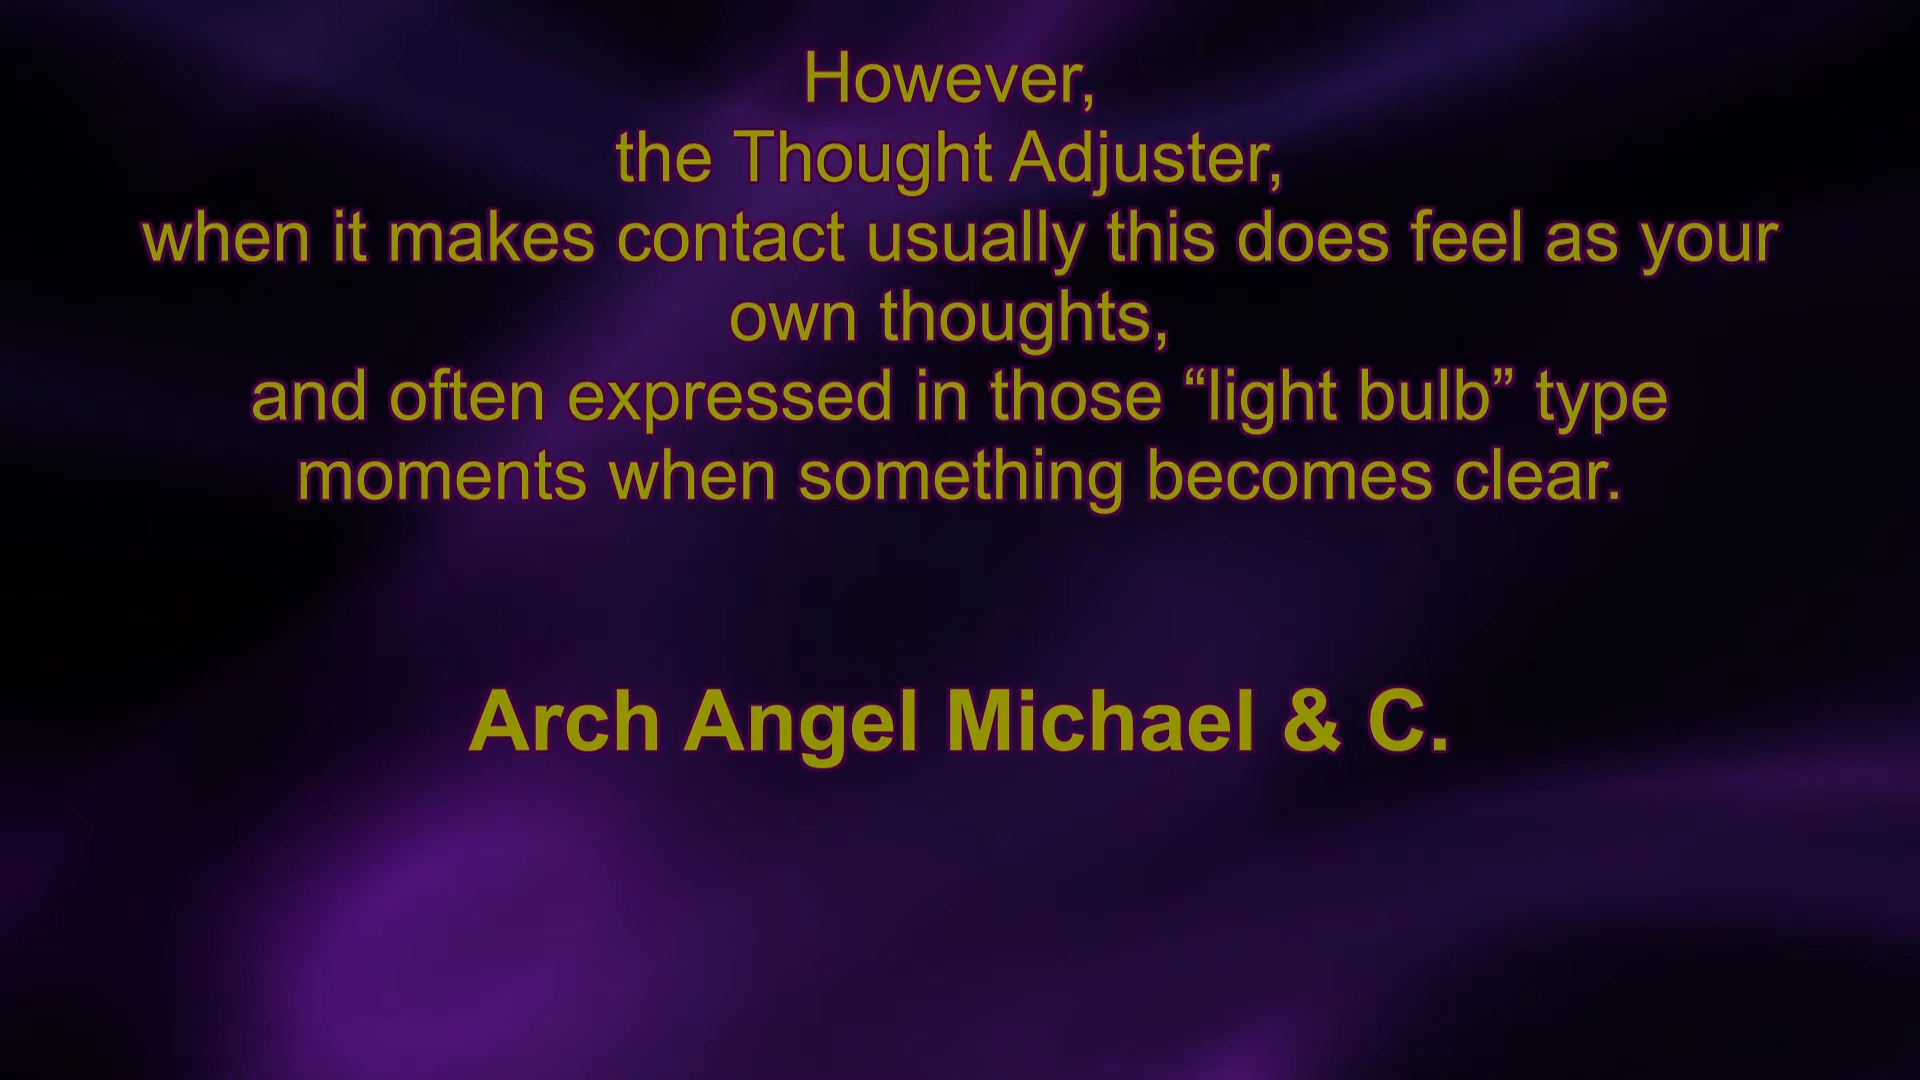 However,
the Thought Adjuster,
when it makes contact usually this does feel as your
own thoughts,
and often expressed in those “light bulb” type
moments when something becomes clear.
Arch Angel Michael & C.